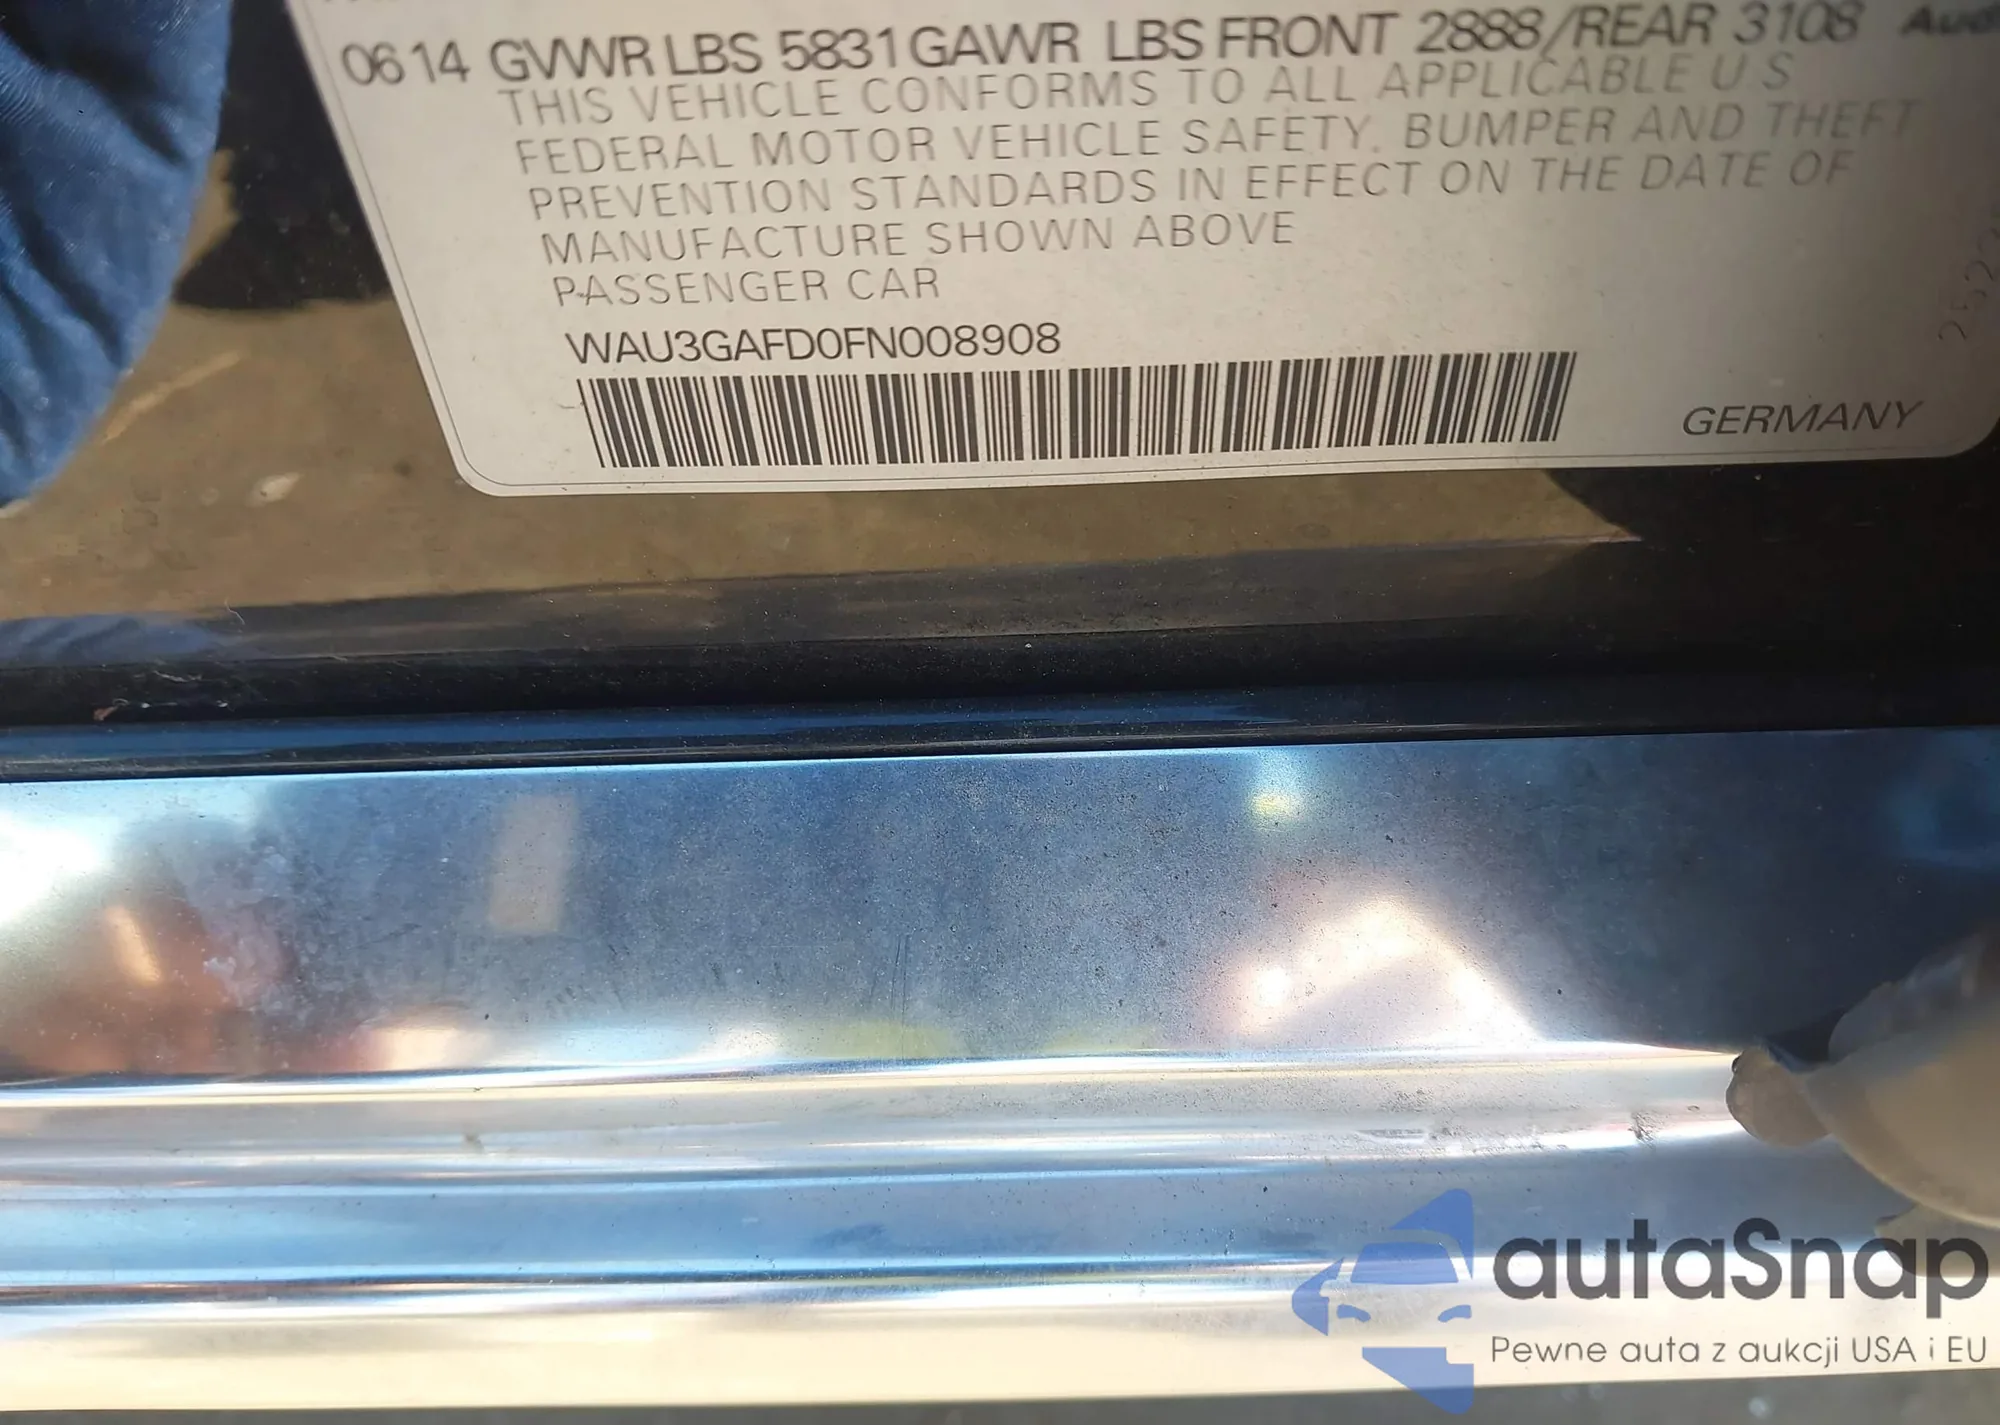 0614 GVWR LBS 5831 GAWR LBS FRONT 2888/REAR 3108 Audi
THIS VEHICLE CONFORMS TO ALL APPLICABLE U S
FEDERAL MOTOR VEHICLE SAFETY, BUMPER AND THEFT
PREVENTION STANDARDS IN EFFECT ON THE DATE OF
MANUFACTURE SHOWN ABOVE
PASSENGER CAR
WAU3GAFD0FN008908
GERMANY
autaSnap
Pewne auta z aukcji USA i EU